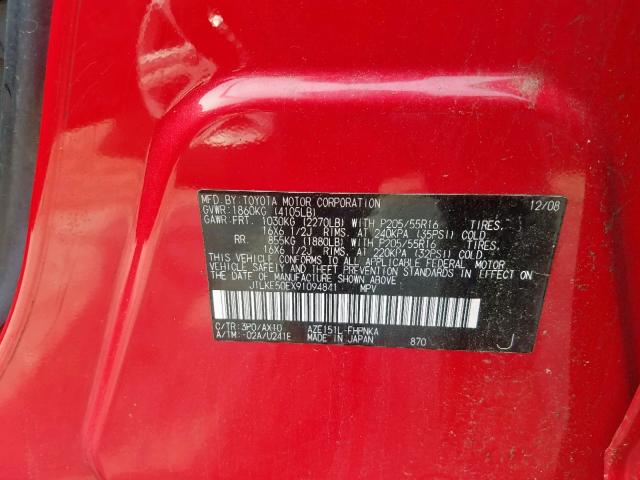 MFD. BY: TOYOTA MOTOR CORPORATION 12/08
GVWR: 1860KG (4105LB)
GAWR: FRT. 1030KG (2270LB) WITH P205/55R16 TIRES,
16X6 1/2J RIMS, AT 240KPA (35PSI) COLD
RR. 855KG (1880LB) WITH P205/55R16 TIRES,
16X6 1/2J RIMS, AT 220KPA (32PSI) COLD
THIS VEHICLE CONFORMS TO ALL APPLICABLE FEDERAL MOTOR
VEHICLE SAFETY STANDARDS IN EFFECT ON THE DATE
OF MANUFACTURE SHOWN ABOVE.
JTLKE50EX91094841 MPV
C/TR: 3P0/AX10 AZE151L-FHPNKA
A/TM: -02A/U241E MADE IN JAPAN 870 J